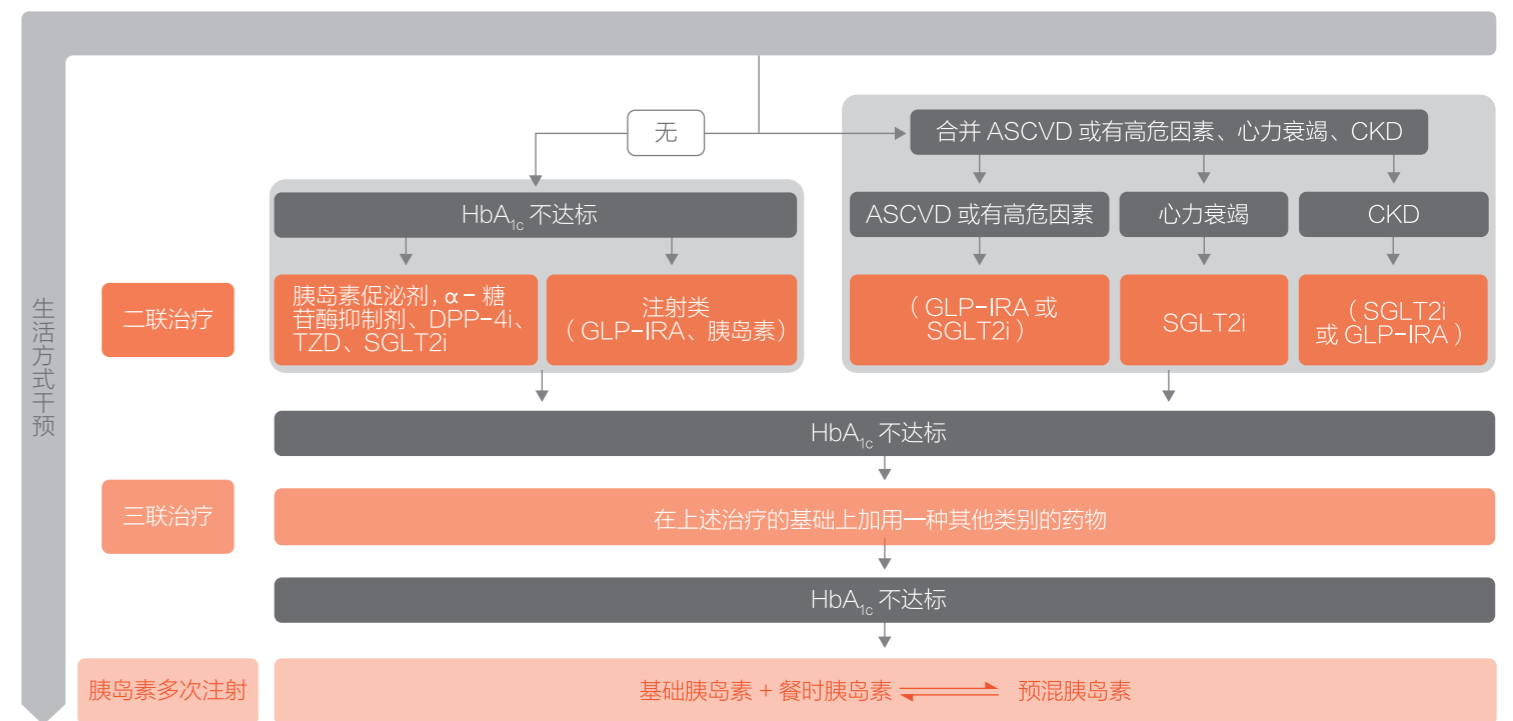 无
合并 ASCVD 或有高危因素、心力衰竭、CKD
HbA1c 不达标
ASCVD 或有高危因素
心力衰竭
CKD
生活方式干预
二联治疗
胰岛素促泌剂，α-糖
苷酶抑制剂、DPP-4i、
TZD、SGLT2i
注射类
（GLP-IRA、胰岛素）
（GLP-IRA 或
SGLT2i）
SGLT2i
（SGLT2i
或 GLP-IRA）
HbA1c 不达标
三联治疗
在上述治疗的基础上加用一种其他类别的药物
HbA1c 不达标
胰岛素多次注射
基础胰岛素 + 餐时胰岛素 ⇌ 预混胰岛素